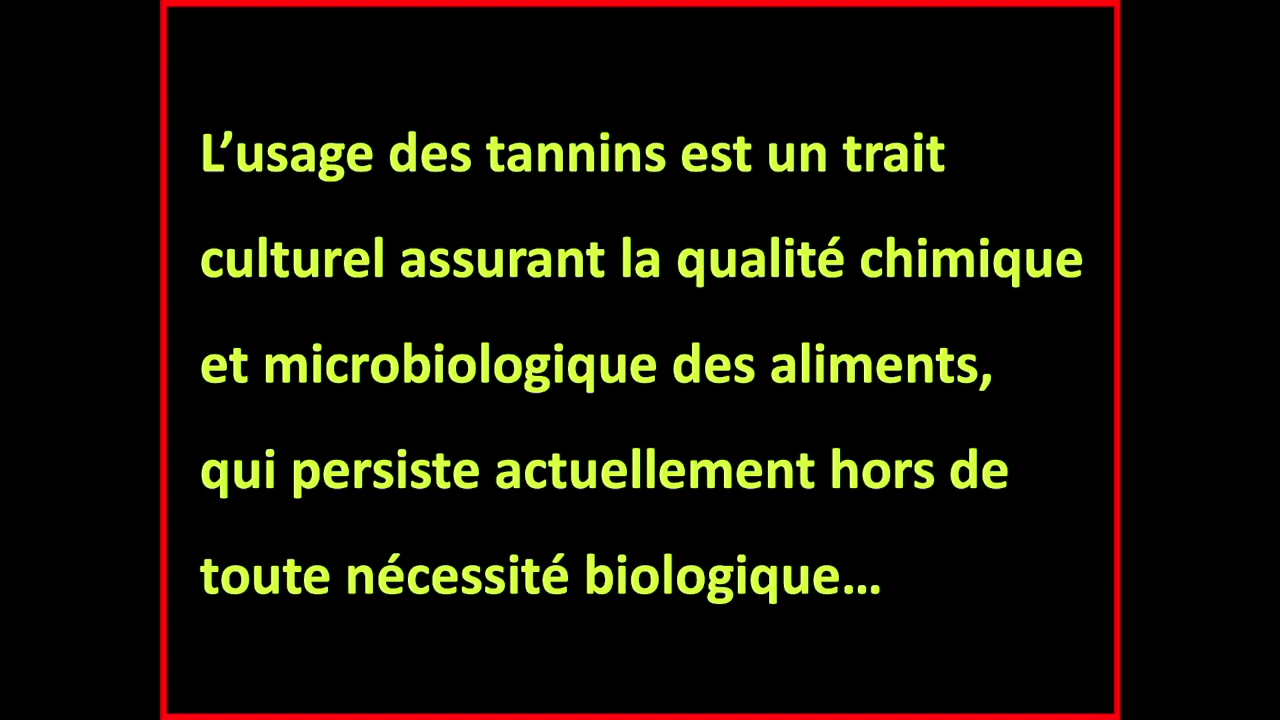 L’usage des tannins est un trait
culturel assurant la qualité chimique
et microbiologique des aliments,
qui persiste actuellement hors de
toute nécessité biologique…